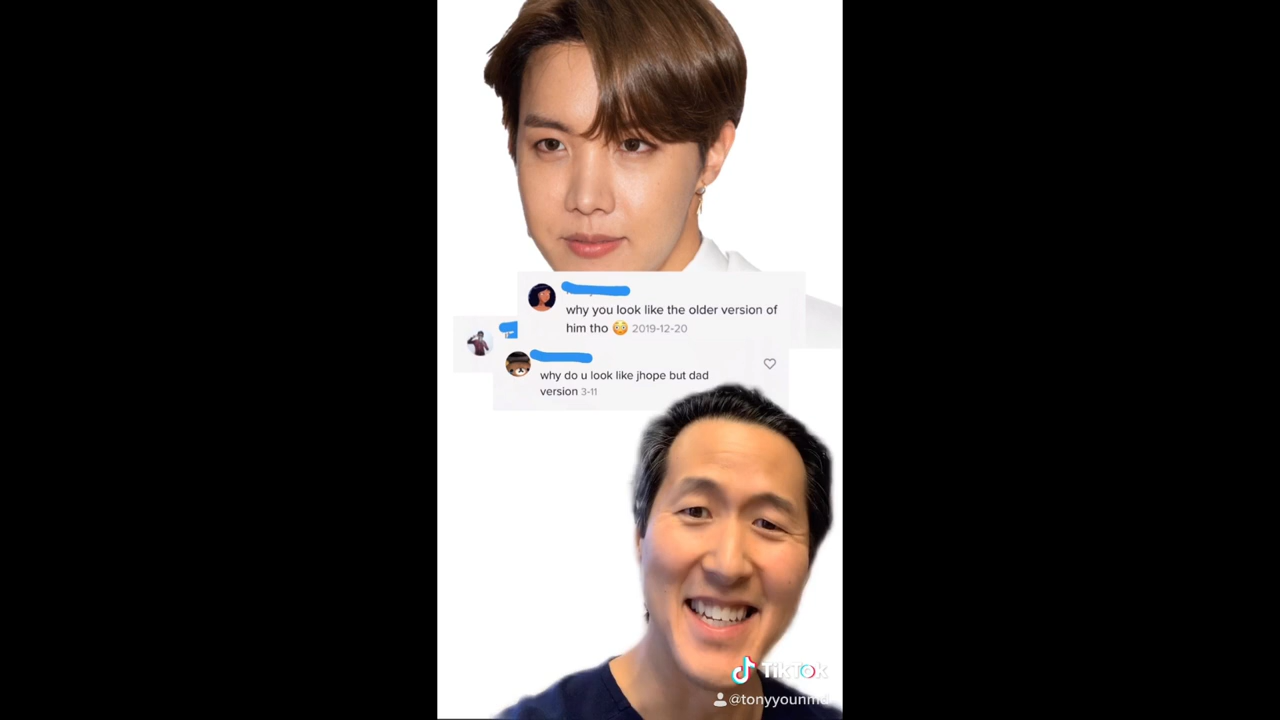 why you look like the older version of
him tho 😳 2019-12-20
why do u look like jhope but dad
version 3-11
TikTok
@tonyyounmd